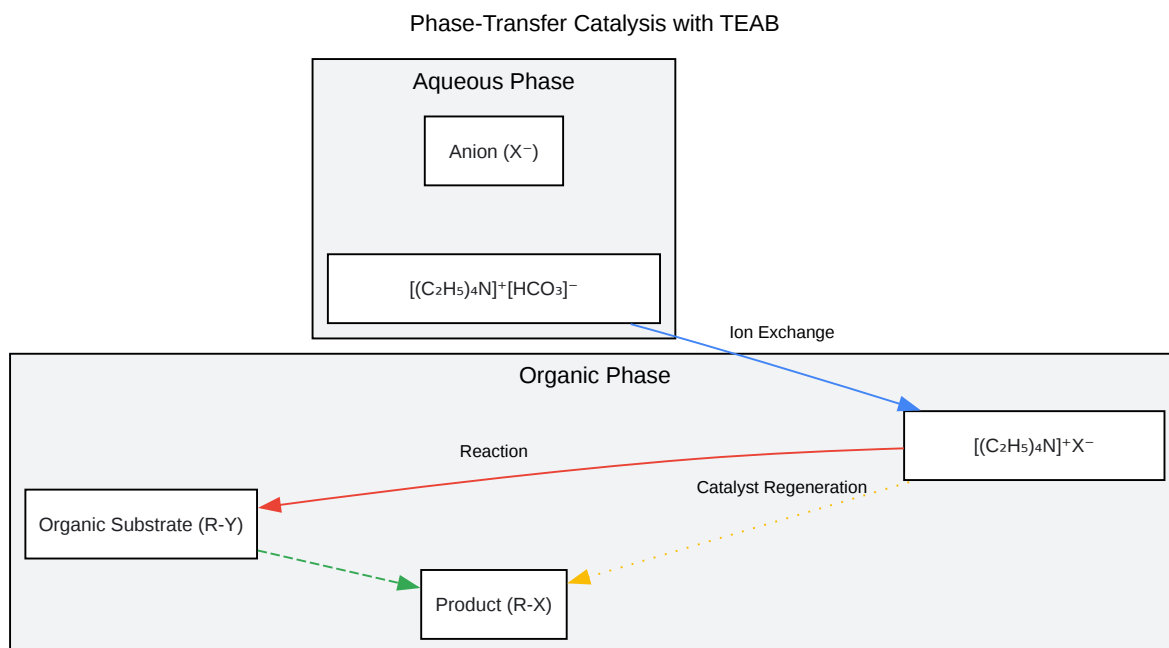 Phase-Transfer Catalysis with TEAB
Aqueous Phase
Anion (X⁻)
[(C₂H₅)₄N]⁺[HCO₃]⁻
Ion Exchange
Organic Phase
[(C₂H₅)₄N]⁺X⁻
Reaction
Catalyst Regeneration
Organic Substrate (R-Y)
Product (R-X)